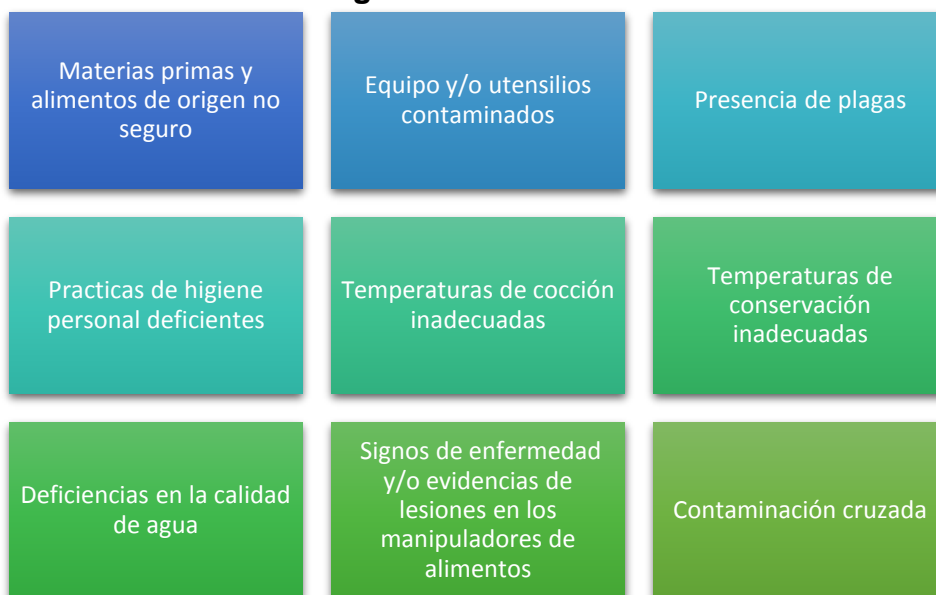 Materias primas y
alimentos de origen no
seguro
Equipo y/o utensilios
contaminados
Presencia de plagas
Practicas de higiene
personal deficientes
Temperaturas de cocción
inadecuadas
Temperaturas de
conservación
inadecuadas
Deficiencias en la calidad
de agua
Signos de enfermedad
y/o evidencias de
lesiones en los
manipuladores de
alimentos
Contaminación cruzada